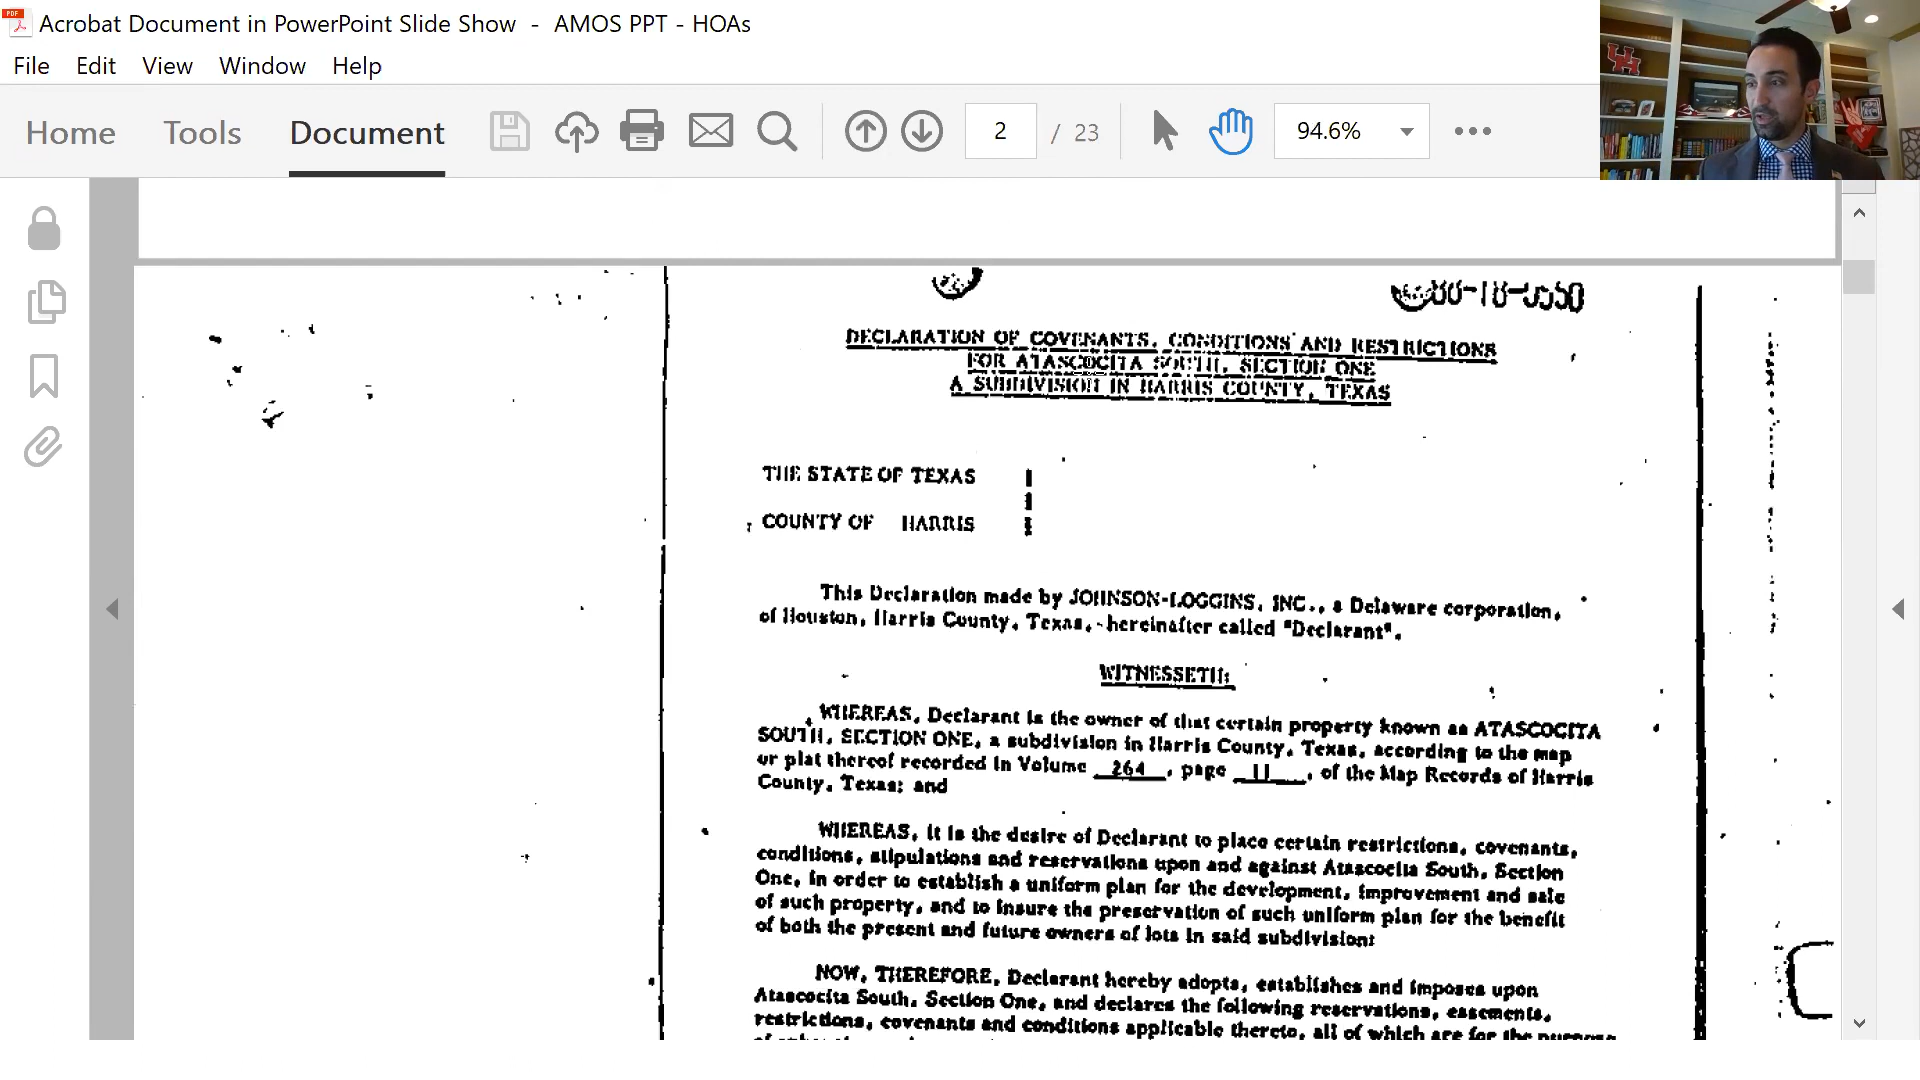 Acrobat Document in PowerPoint Slide Show - AMOS PPT - HOAs
File Edit View Window Help
Home Tools Document 2 / 23 94.6%
DECLARATION OF COVENANTS, CONDITIONS AND RESTRICTIONS
FOR ATASCOCITA SOUTH, SECTION ONE
A SUBDIVISION IN HARRIS COUNTY, TEXAS
THE STATE OF TEXAS
COUNTY OF HARRIS
This Declaration made by JOHNSON-LOGGINS, INC., a Delaware corporation,
of Houston, Harris County, Texas, hereinafter called "Declarant".
WITNESSETH:
WHEREAS, Declarant is the owner of that certain property known as ATASCOCITA
SOUTH, SECTION ONE, a subdivision in Harris County, Texas, according to the map
or plat thereof recorded in Volume 264, page 11, of the Map Records of Harris
County, Texas; and
WHEREAS, it is the desire of Declarant to place certain restrictions, covenants,
conditions, stipulations and reservations upon and against Atascocita South, Section
One, in order to establish a uniform plan for the development, improvement and sale
of such property, and to insure the preservation of such uniform plan for the benefit
of both the present and future owners of lots in said subdivision:
NOW, THEREFORE, Declarant hereby adopts, establishes and imposes upon
Atascocita South, Section One, and declares the following reservations, easements,
restrictions, covenants and conditions applicable thereto, all of which are for the purpose